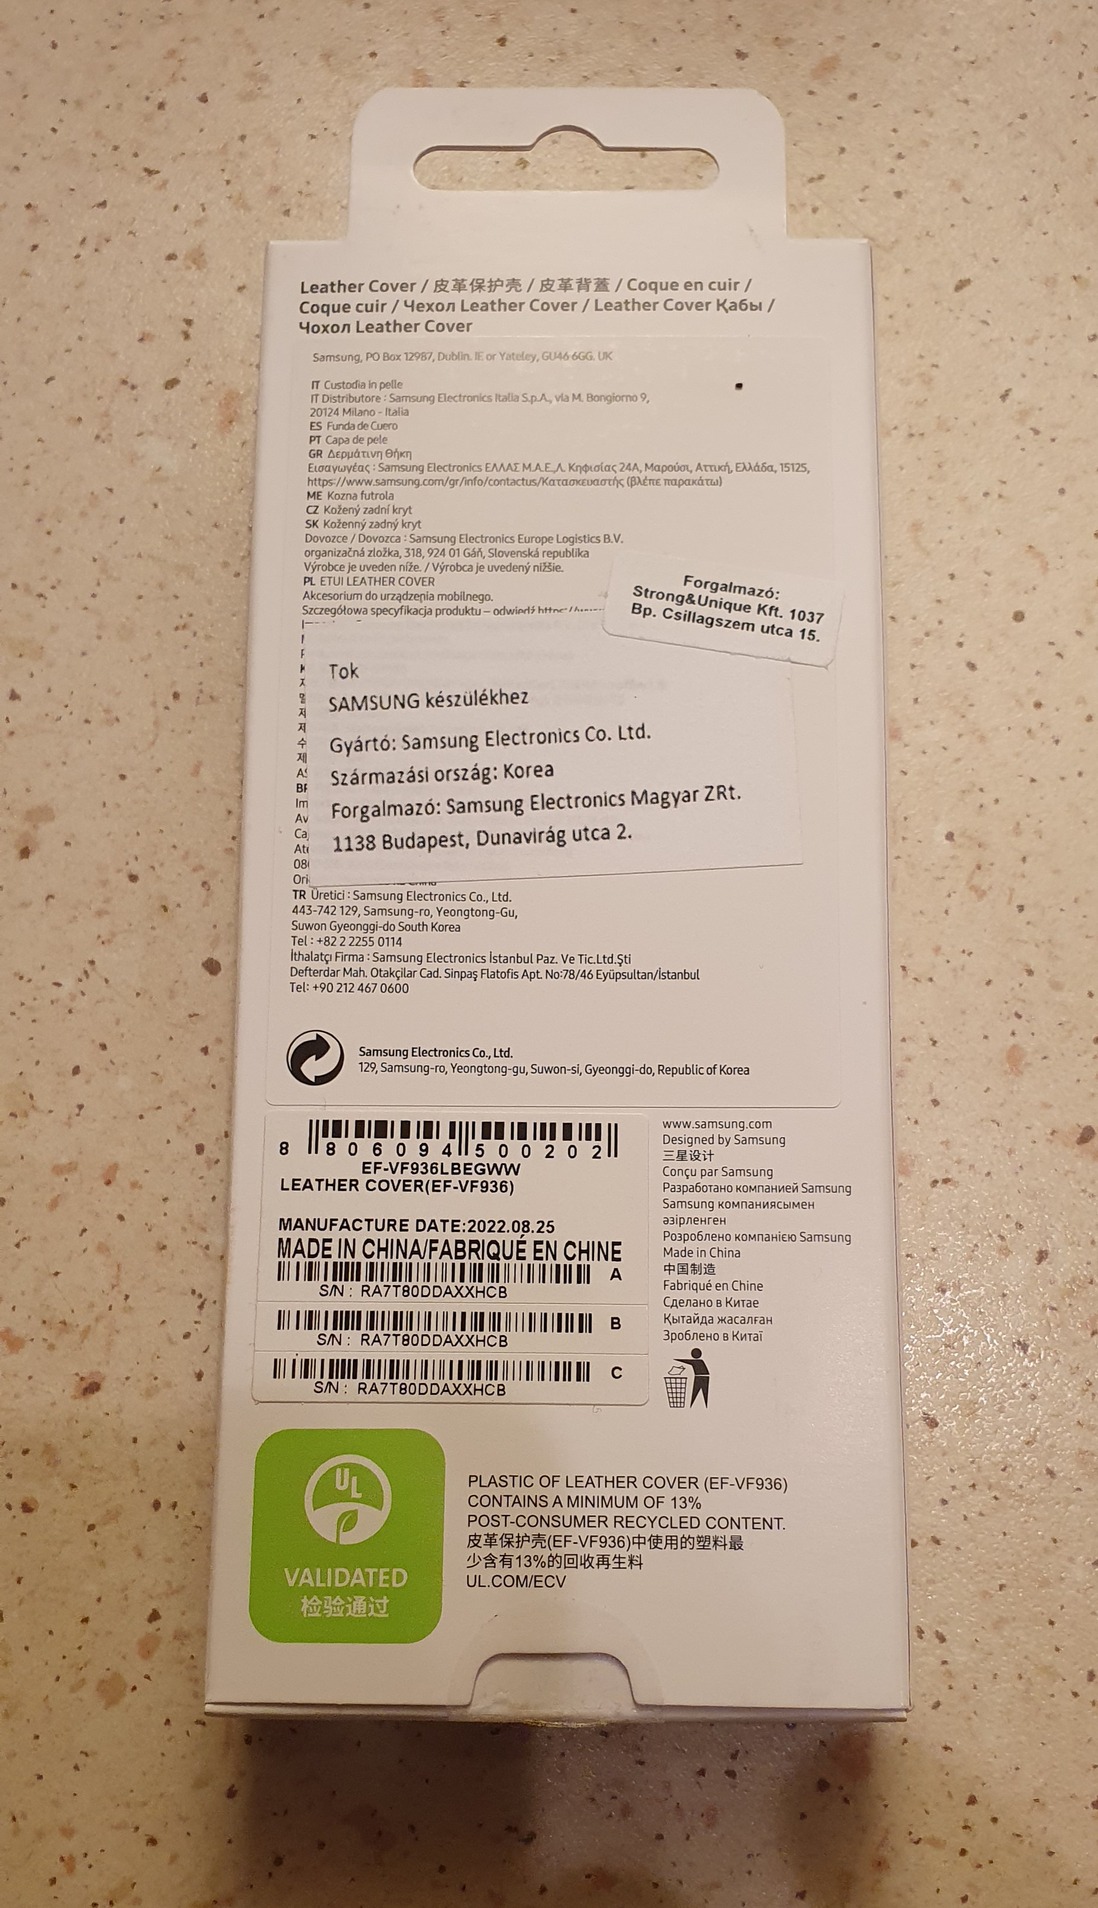 Leather Cover / 皮革保护壳 / 皮革背蓋 / Coque en cuir /
Coque cuir / Чехол Leather Cover / Leather Cover Қабы /
Чохол Leather Cover
Samsung, PO Box 12987, Dublin. IE or Yateley, GU46 6GG. UK
IT Custodia in pelle
IT Distributore : Samsung Electronics Italia S.p.A., via M. Bongiorno 9,
20124 Milano - Italia
ES Funda de Cuero
PT Capa de pele
GR Δερμάτινη Θήκη
Εισαγωγέας : Samsung Electronics ΕΛΛΑΣ Μ.Α.Ε.,Λ. Κηφισίας 24Α, Μαρούσι, Αττική, Ελλάδα, 15125,
https://www.samsung.com/gr/info/contactus/Κατασκευαστής (βλέπε παρακάτω)
ME Kozna futrola
CZ Kožený zadní kryt
SK Koženný zadný kryt
Dovozce / Dovozca : Samsung Electronics Europe Logistics B.V.
organizačná zložka, 318, 924 01 Gáň, Slovenská republika
Výrobce je uveden níže. / Výrobca je uvedený nižšie.
PL ETUI LEATHER COVER
Akcesorium do urządzenia mobilnego.
Szczegółowa specyfikacja produktu – odwiedź
Forgalmazó:
Strong&Unique Kft. 1037
Bp. Csillagszem utca 15.
Tok
SAMSUNG készülékhez
Gyártó: Samsung Electronics Co. Ltd.
Származási ország: Korea
Forgalmazó: Samsung Electronics Magyar ZRt.
1138 Budapest, Dunavirág utca 2.
TR Üretici : Samsung Electronics Co., Ltd.
443-742 129, Samsung-ro, Yeongtong-Gu,
Suwon Gyeonggi-do South Korea
Tel : +82 2 2255 0114
İthalatçı Firma : Samsung Electronics İstanbul Paz. Ve Tic.Ltd.Şti
Defterdar Mah. Otakçilar Cad. Sinpaş Flatofis Apt. No:78/46 Eyüpsultan/İstanbul
Tel: +90 212 467 0600
Samsung Electronics Co., Ltd.
129, Samsung-ro, Yeongtong-gu, Suwon-si, Gyeonggi-do, Republic of Korea
8 806094 500202
EF-VF936LBEGWW
LEATHER COVER(EF-VF936)
MANUFACTURE DATE:2022.08.25
MADE IN CHINA/FABRIQUÉ EN CHINE
A
S/N : RA7T80DDAXXHCB
B
S/N : RA7T80DDAXXHCB
C
S/N : RA7T80DDAXXHCB
www.samsung.com
Designed by Samsung
三星设计
Conçu par Samsung
Разработано компанией Samsung
Samsung компаниясымен
әзірленген
Розроблено компанією Samsung
Made in China
中国制造
Fabriqué en Chine
Сделано в Китае
Қытайда жасалған
Зроблено в Китаї
UL
VALIDATED
检验通过
PLASTIC OF LEATHER COVER (EF-VF936)
CONTAINS A MINIMUM OF 13%
POST-CONSUMER RECYCLED CONTENT.
皮革保护壳(EF-VF936)中使用的塑料最
少含有13%的回收再生料
UL.COM/ECV